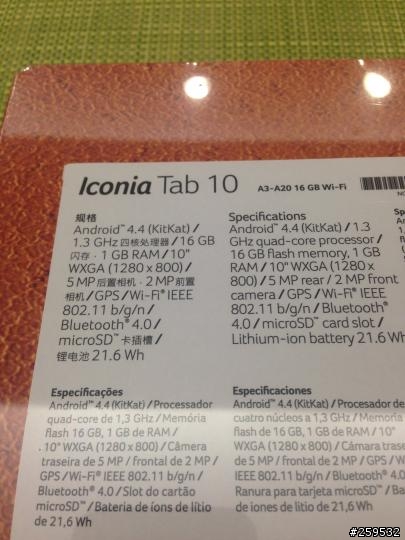 Iconia Tab 10 A3-A20 16 GB Wi-Fi
规格
Android™ 4.4 (KitKat) /
1.3 GHz 四核处理器 / 16 GB
闪存，1 GB RAM / 10"
WXGA (1280 x 800) /
5 MP 后置相机，2 MP 前置
相机 / GPS / Wi-Fi® IEEE
802.11 b/g/n /
Bluetooth® 4.0 /
microSD™ 卡插槽 /
锂电池 21.6 Wh
Specifications
Android™ 4.4 (KitKat) / 1.3
GHz quad-core processor /
16 GB flash memory, 1 GB
RAM / 10" WXGA (1280 x
800) / 5 MP rear / 2 MP front
camera / GPS / Wi-Fi® IEEE
802.11 b/g/n / Bluetooth®
4.0 / microSD™ card slot /
Lithium-ion battery 21.6 Wh
Especificações
Android™ 4.4 (KitKat) / Processador
quad-core de 1,3 GHz / Memória
flash 16 GB, 1 GB de RAM /
10" WXGA (1280 x 800) / Câmera
traseira de 5 MP / frontal de 2 MP /
GPS / Wi-Fi® IEEE 802.11 b/g/n /
Bluetooth® 4.0 / Slot do cartão
microSD™ / Bateria de íons de lítio
de 21,6 Wh
Especificaciones
Android™ 4.4 (KitKat) / Procesador de
cuatro núcleos a 1,3 GHz / Memoria
flash de 16 GB, 1 GB de RAM / 10"
WXGA (1280 x 800) / Cámara trasera
de 5 MP / frontal de 2 MP / GPS /
Wi-Fi® IEEE 802.11 b/g/n /
Bluetooth® 4.0 /
Ranura para tarjeta microSD™ /
de iones de litio de 21,6 Wh
#259532